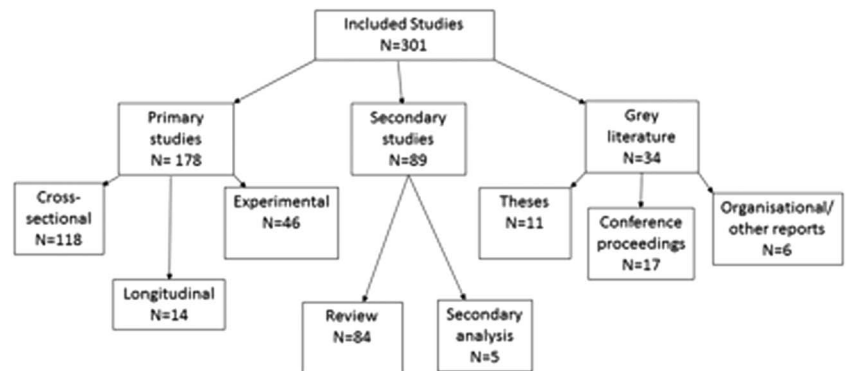 Included Studies
N=301
Primary
studies
N= 178
Secondary
studies
N=89
Grey
literature
N=34
Cross-
sectional
N=118
Longitudinal
N=14
Experimental
N=46
Review
N=84
Secondary
analysis
N=5
Theses
N=11
Conference
proceedings
N=17
Organisational/
other reports
N=6